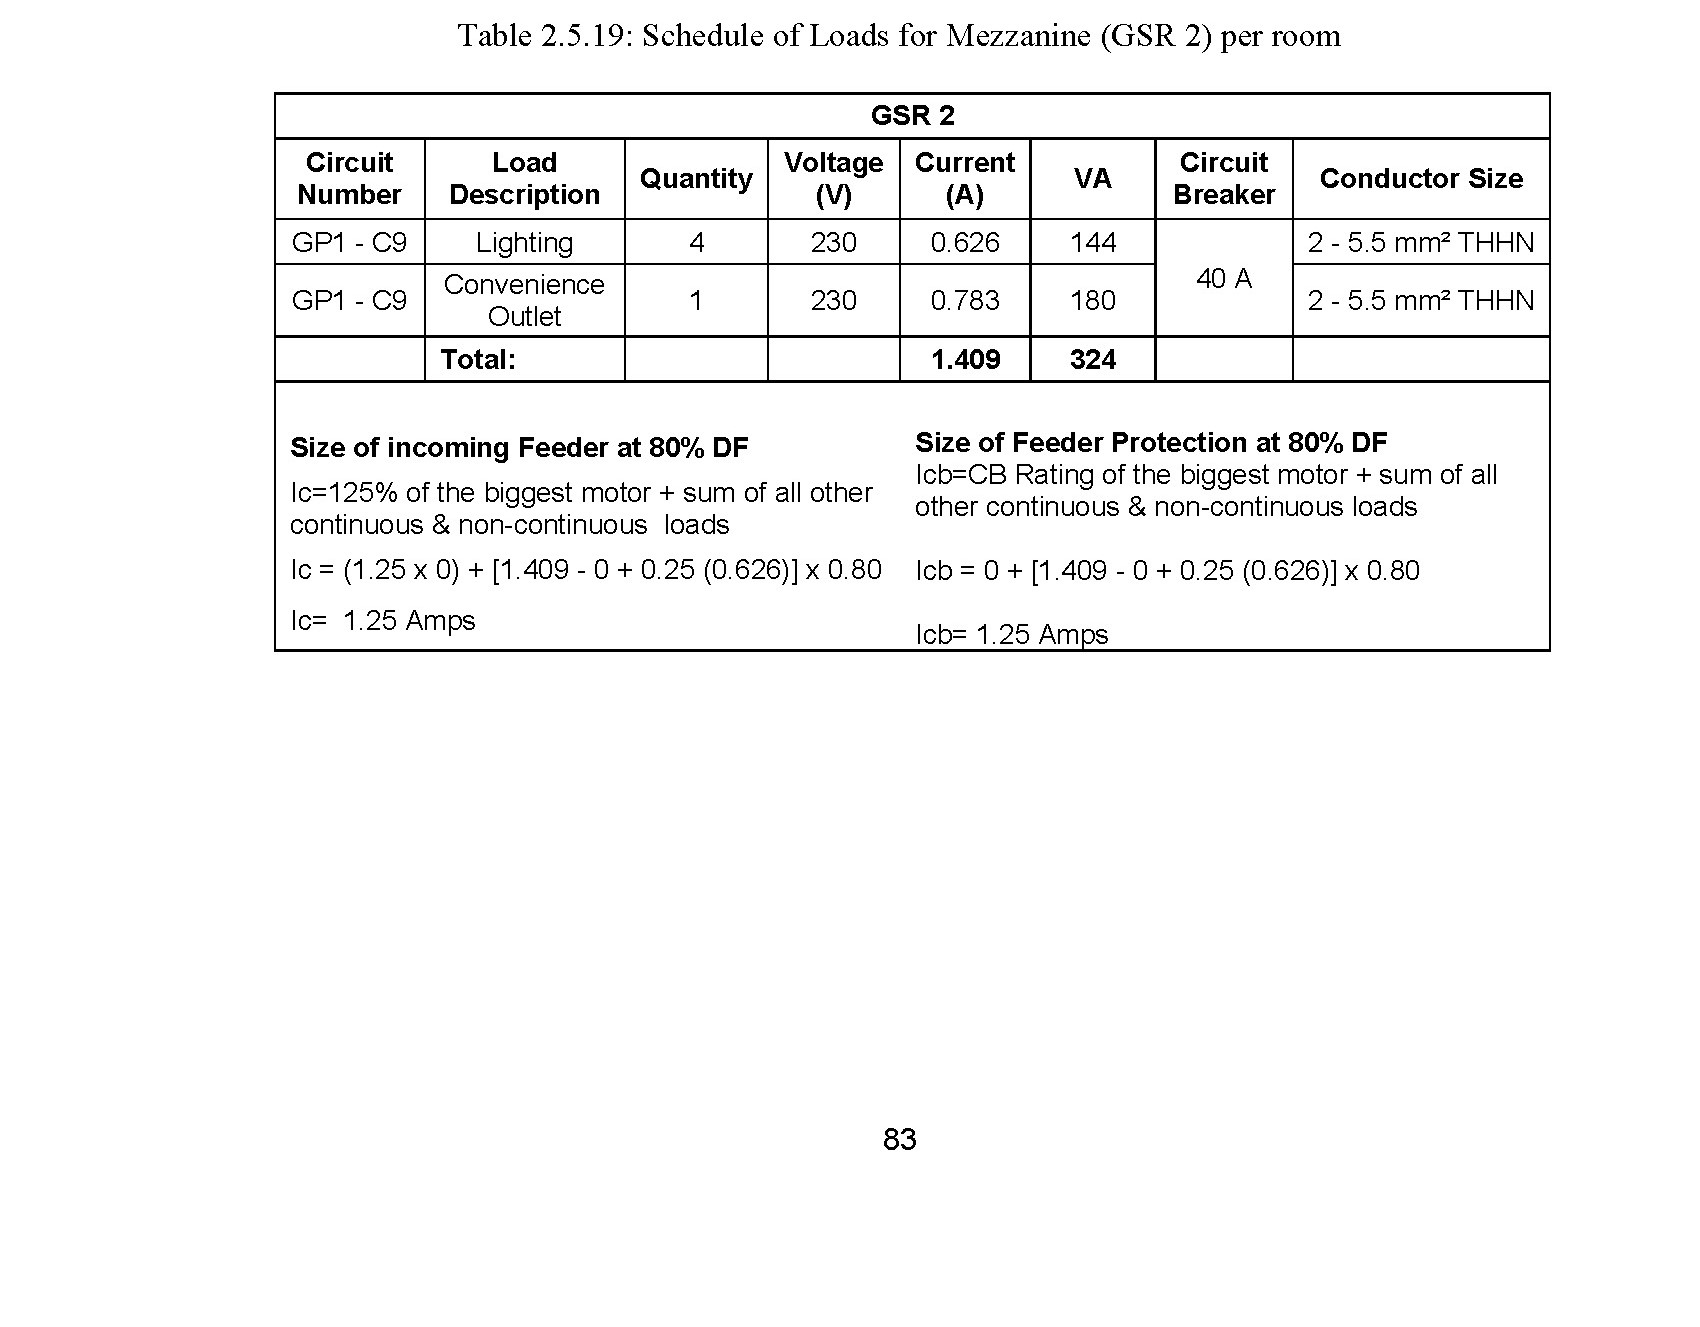 Table 2.5.19: Schedule of Loads for Mezzanine (GSR 2) per room
GSR 2
Circuit Number Load Description Quantity Voltage (V) Current (A) VA Circuit Breaker Conductor Size
GP1 - C9 Lighting 4 230 0.626 144 40 A 2 - 5.5 mm² THHN
GP1 - C9 Convenience Outlet 1 230 0.783 180 2 - 5.5 mm² THHN
Total: 1.409 324
Size of incoming Feeder at 80% DF
Ic=125% of the biggest motor + sum of all other
continuous & non-continuous loads
Ic = (1.25 x 0) + [1.409 - 0 + 0.25 (0.626)] x 0.80
Ic= 1.25 Amps
Size of Feeder Protection at 80% DF
Icb=CB Rating of the biggest motor + sum of all
other continuous & non-continuous loads
Icb = 0 + [1.409 - 0 + 0.25 (0.626)] x 0.80
Icb= 1.25 Amps
83